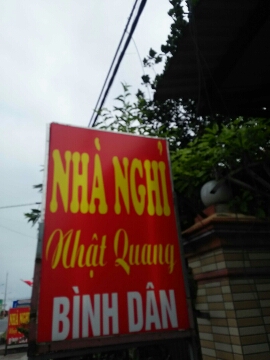 NHÀ NGHỈ
Nhật Quang
BÌNH DÂN